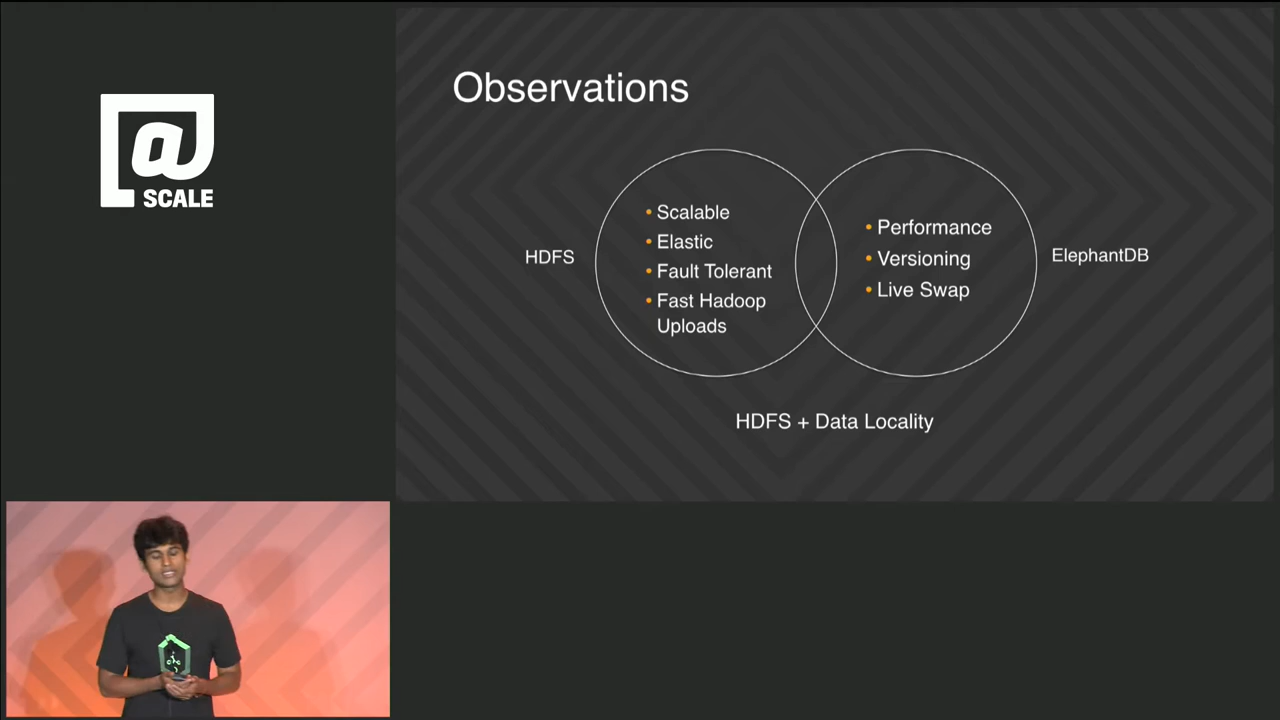 @
SCALE
Observations
HDFS
• Scalable
• Elastic
• Fault Tolerant
• Fast Hadoop
Uploads
• Performance
• Versioning
• Live Swap
ElephantDB
HDFS + Data Locality